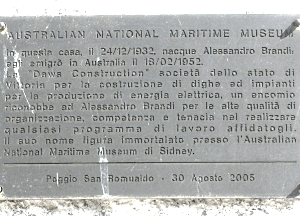 AUSTRALIAN NATIONAL MARITIME MUSEUM
In questa casa, il 24/12/1932, nacque Alessandro Brandi;
egli emigrò in Australia il 18/02/1952.
"Dawa Construction" società dello stato di
Vittoria per la costruzione di dighe ed impianti
per la produzione di energia elettrica, un encomio
riconobbe ad Alessandro Brandi per le alte qualità di
organizzazione, competenza e tenacia nel realizzare
qualsiasi programma di lavoro affidatogli.
Il suo nome figura immortalato presso l'Australian
National Maritime Museum di Sidney.
Poggio San Romualdo - 30 Agosto 2005